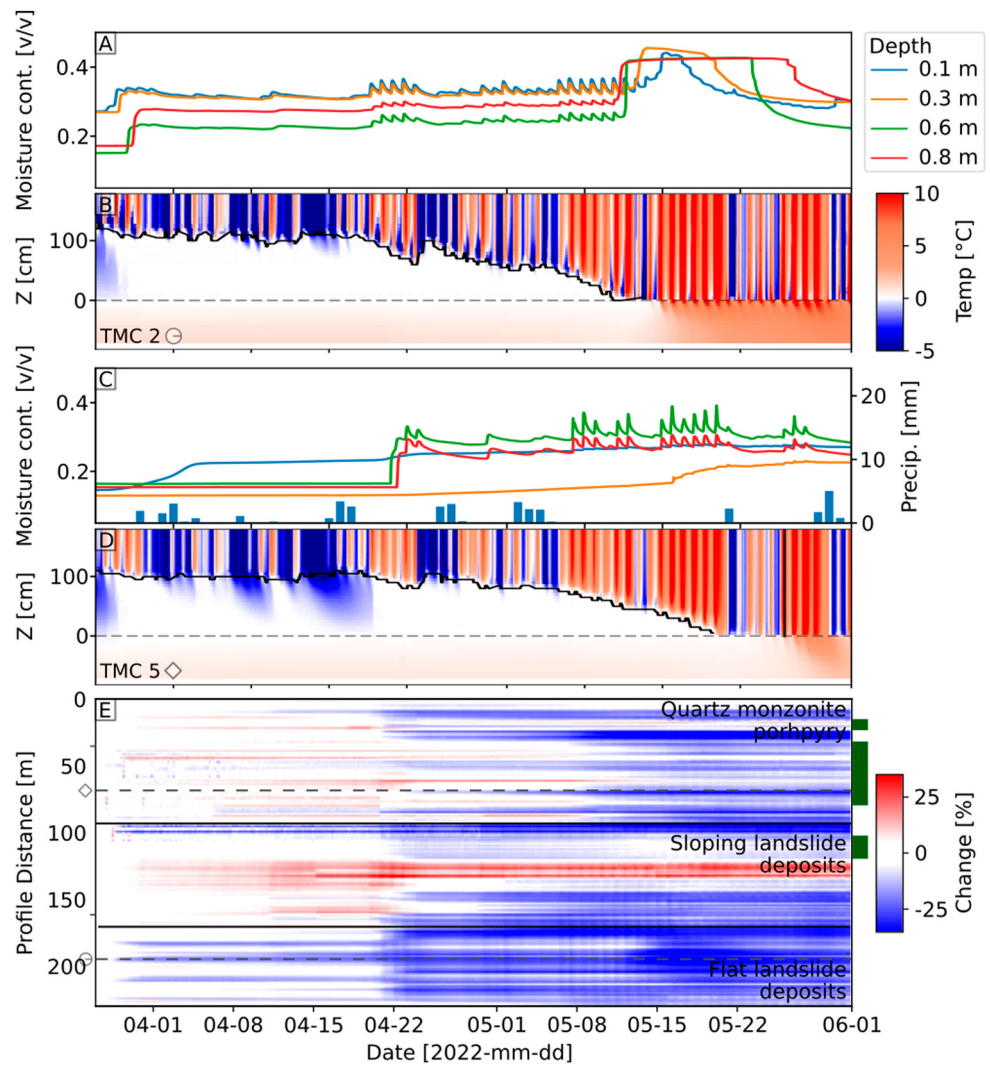 A
Moisture cont. [v/v]
0.4
0.2
Depth
0.1 m
0.3 m
0.6 m
0.8 m
B
Z [cm]
100
0
TMC 2
10
5
0
-5
Temp [°C]
C
Moisture cont. [v/v]
0.4
0.2
20
10
0
Precip. [mm]
D
Z [cm]
100
0
TMC 5
E
Profile Distance [m]
0
50
100
150
200
Quartz monzonite
porhpyry
Sloping landslide
deposits
Flat landslide
deposits
25
0
-25
Change [%]
04-01
04-08
04-15
04-22
05-01
05-08
05-15
05-22
06-01
Date [2022-mm-dd]